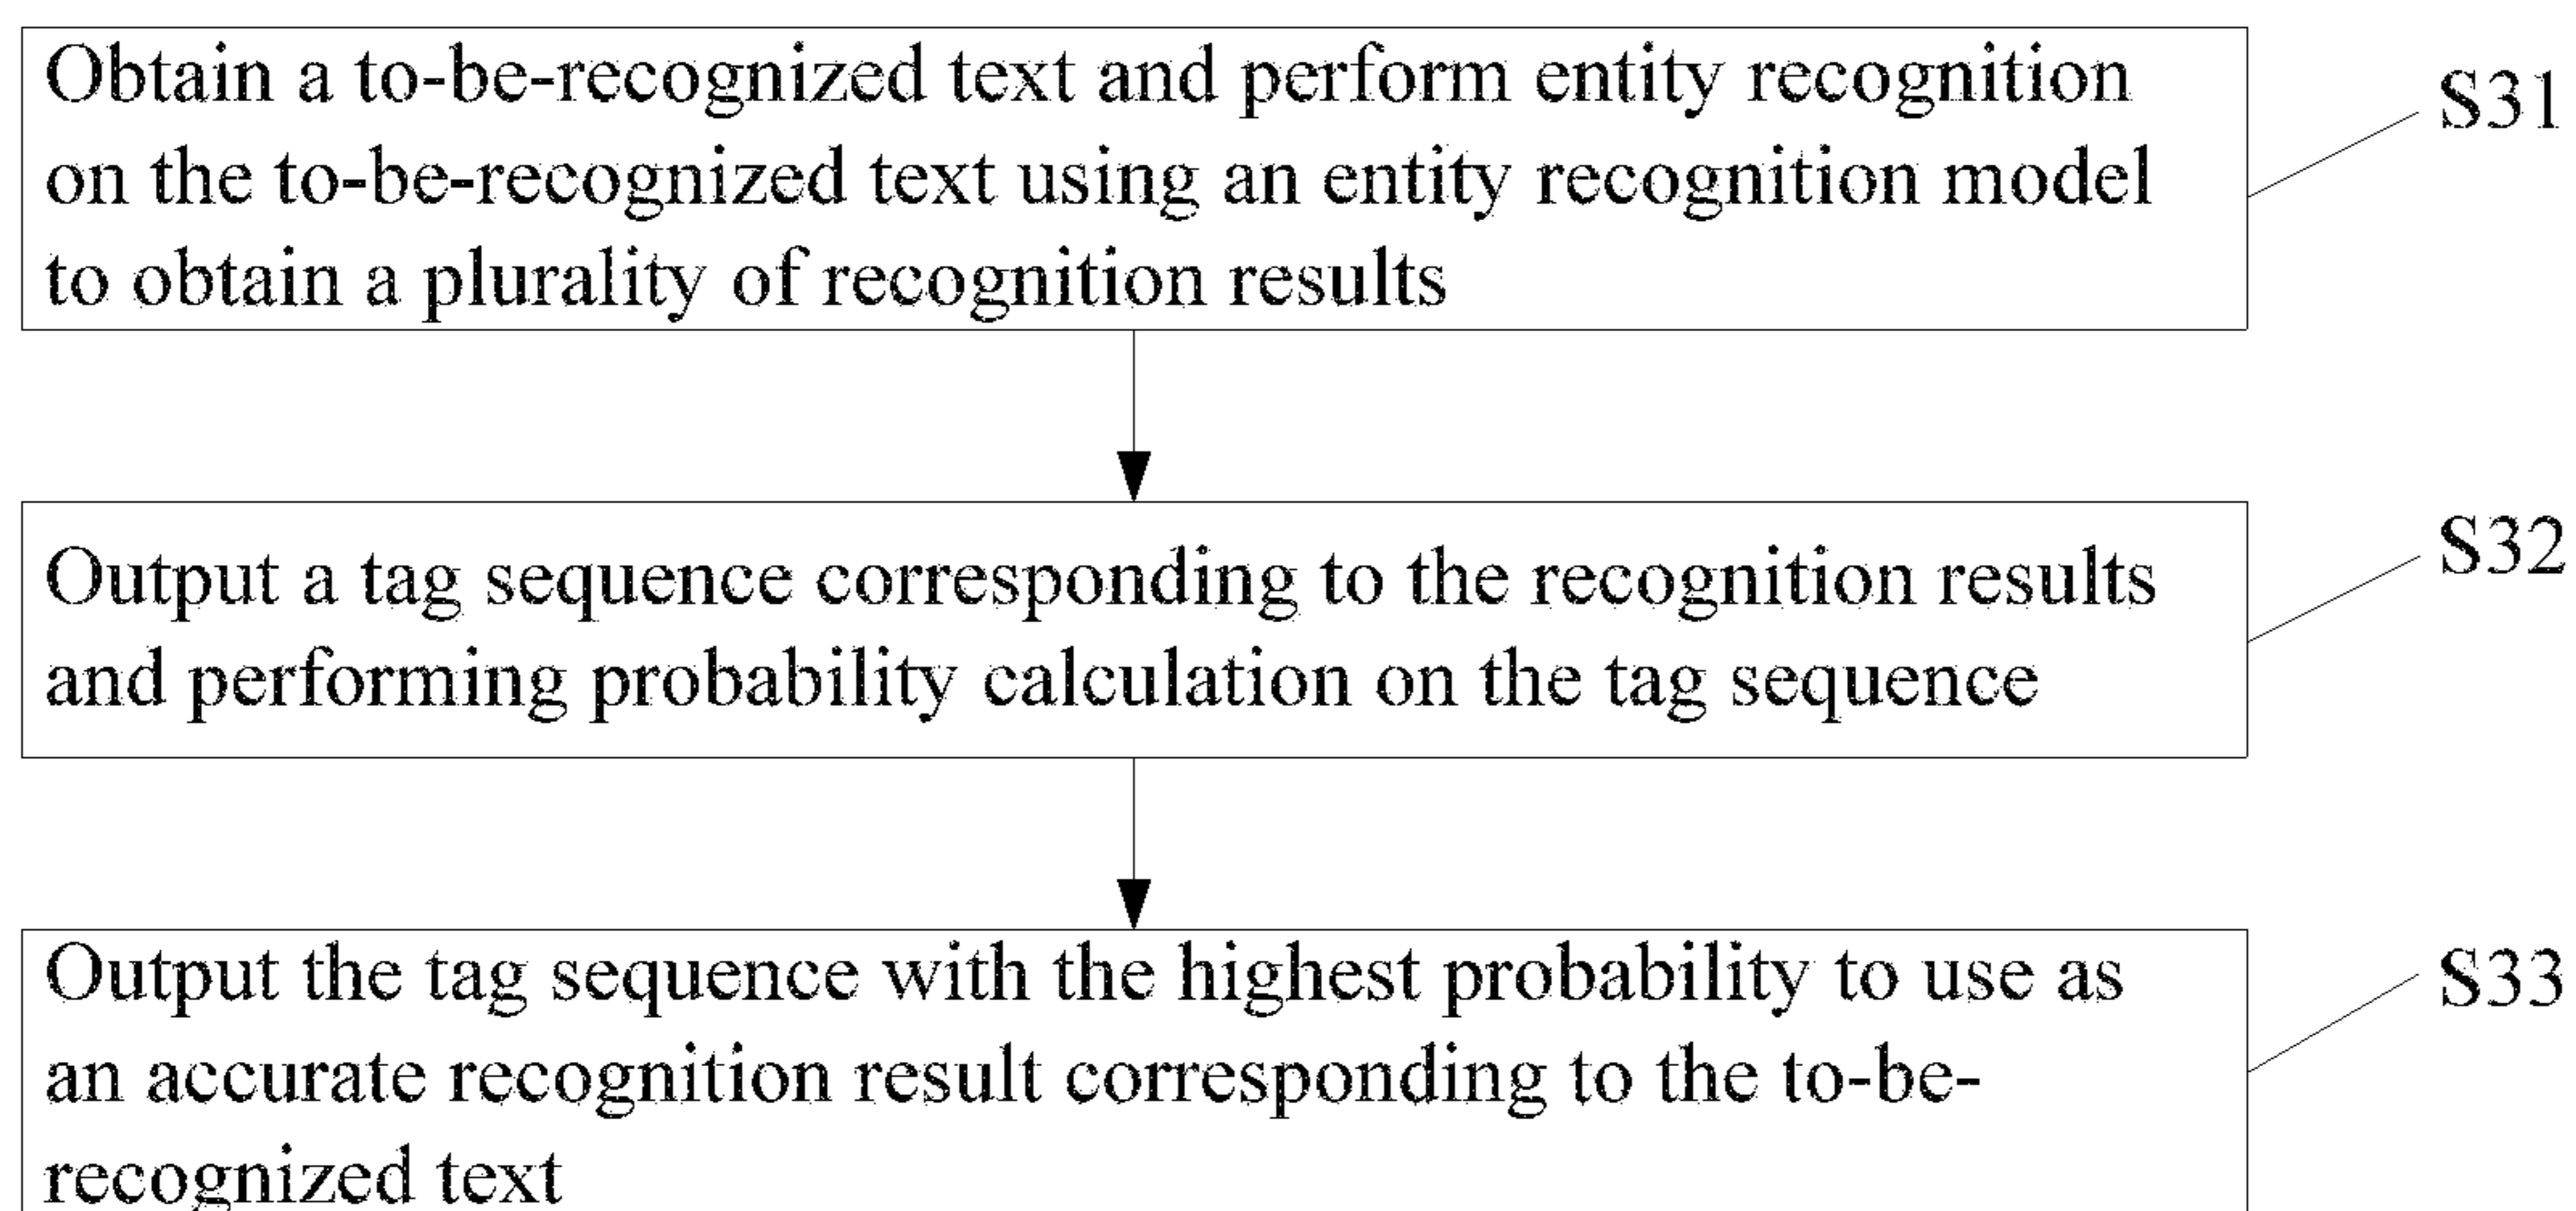 Obtain a to-be-recognized text and perform entity recognition
on the to-be-recognized text using an entity recognition model
to obtain a plurality of recognition results
S31
Output a tag sequence corresponding to the recognition results
and performing probability calculation on the tag sequence
S32
Output the tag sequence with the highest probability to use as
an accurate recognition result corresponding to the to-be-
recognized text
S33